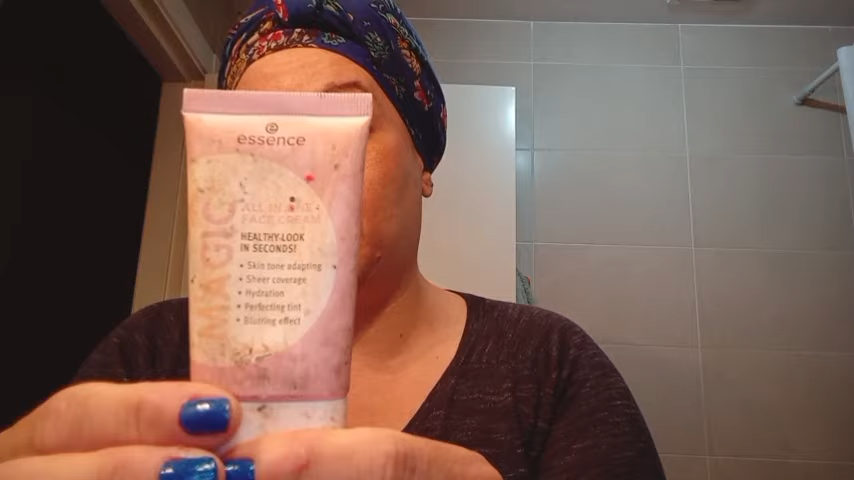 essence
MAGIC
ALL IN ONE
FACE CREAM
HEALTHY LOOK
IN SECONDS!
• Skin tone adapting
• Sheer coverage
• Hydration
• Perfecting tint
• Blurring effect